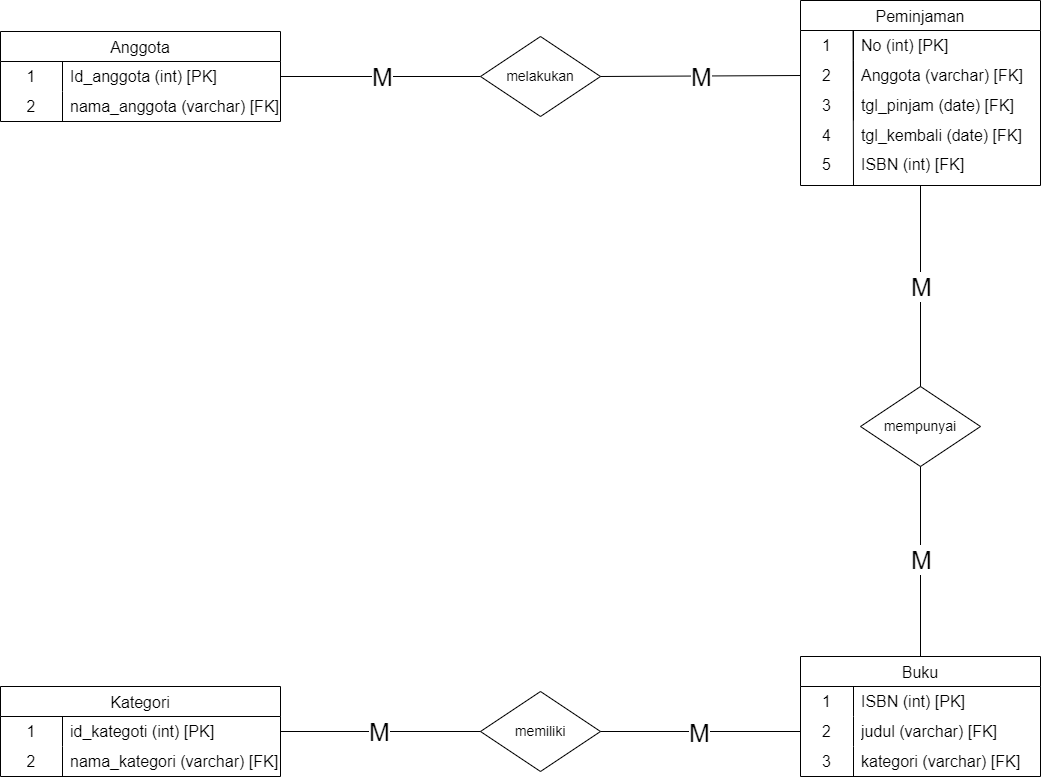 Anggota
1 Id_anggota (int) [PK]
2 nama_anggota (varchar) [FK]
M
melakukan
M
Peminjaman
1 No (int) [PK]
2 Anggota (varchar) [FK]
3 tgl_pinjam (date) [FK]
4 tgl_kembali (date) [FK]
5 ISBN (int) [FK]
M
mempunyai
M
Kategori
1 id_kategoti (int) [PK]
2 nama_kategori (varchar) [FK]
M
memiliki
M
Buku
1 ISBN (int) [PK]
2 judul (varchar) [FK]
3 kategori (varchar) [FK]